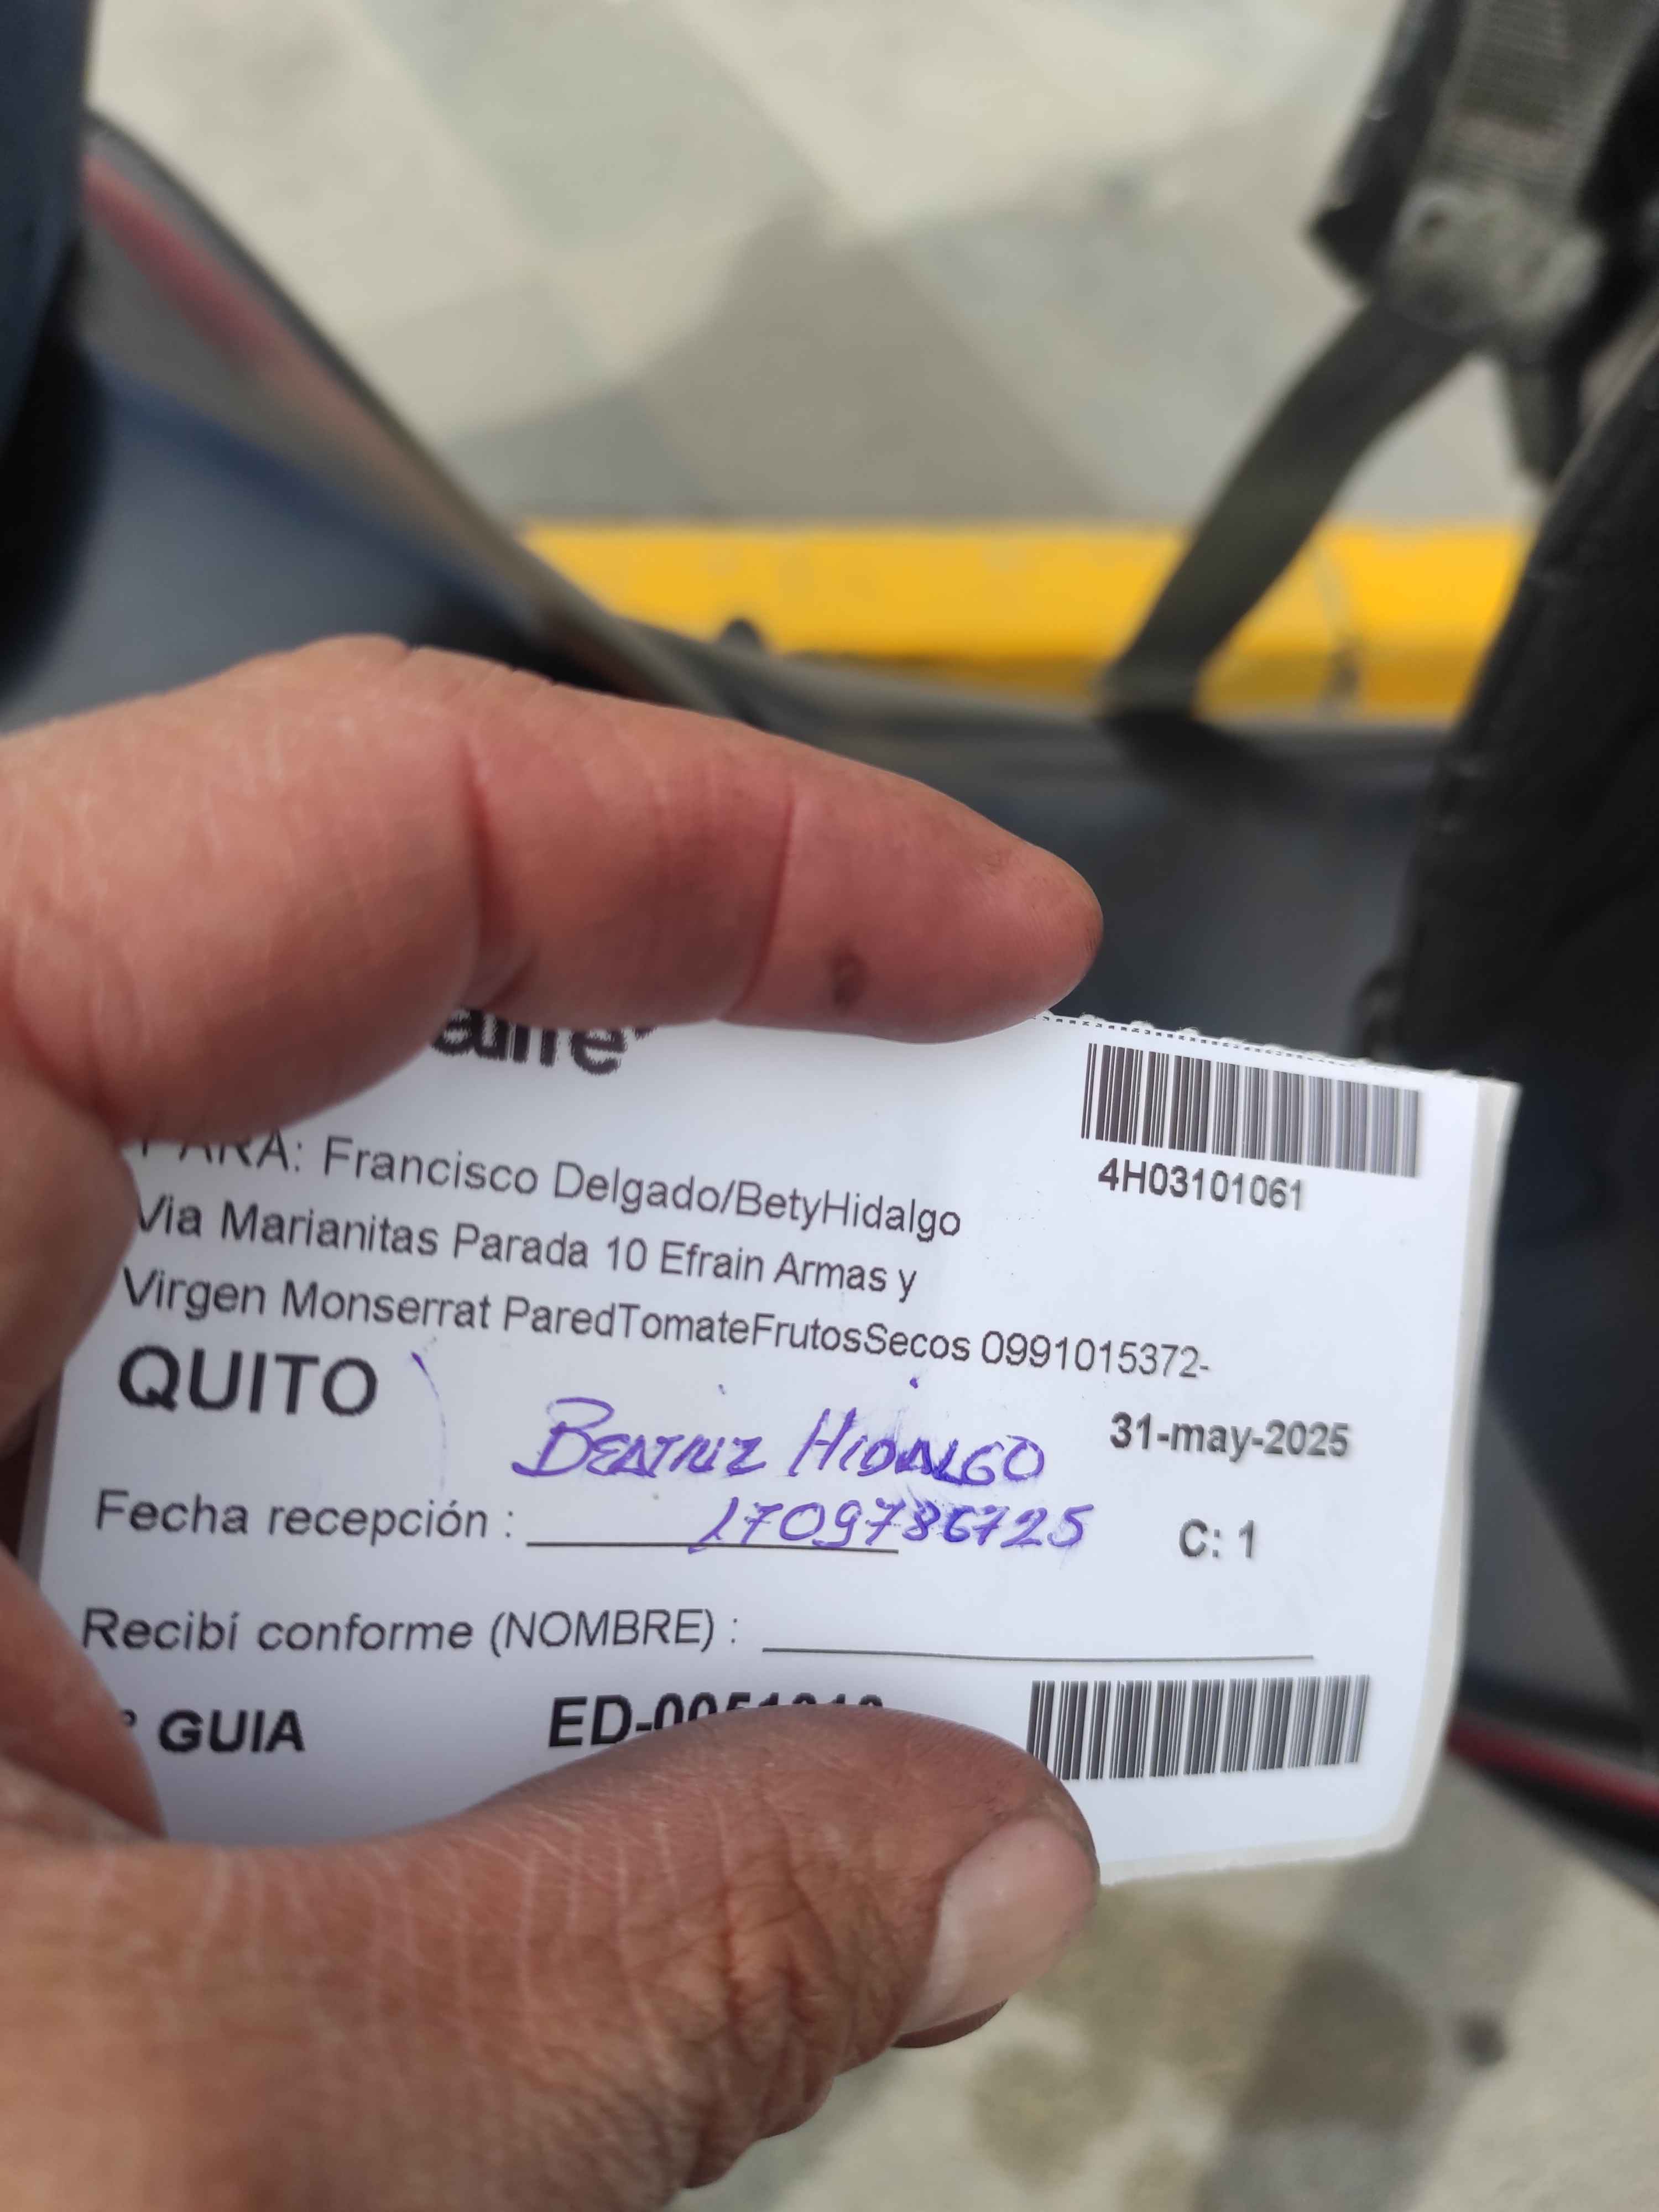 PARA: Francisco Delgado/BetyHidalgo
4H03101061
Via Marianitas Parada 10 Efrain Armas y
Virgen Monserrat ParedTomateFrutosSecos 0991015372-
QUITO
BEATRIZ HIDALGO
31-may-2025
Fecha recepción :
1709786725
C: 1
Recibí conforme (NOMBRE) :
GUIA